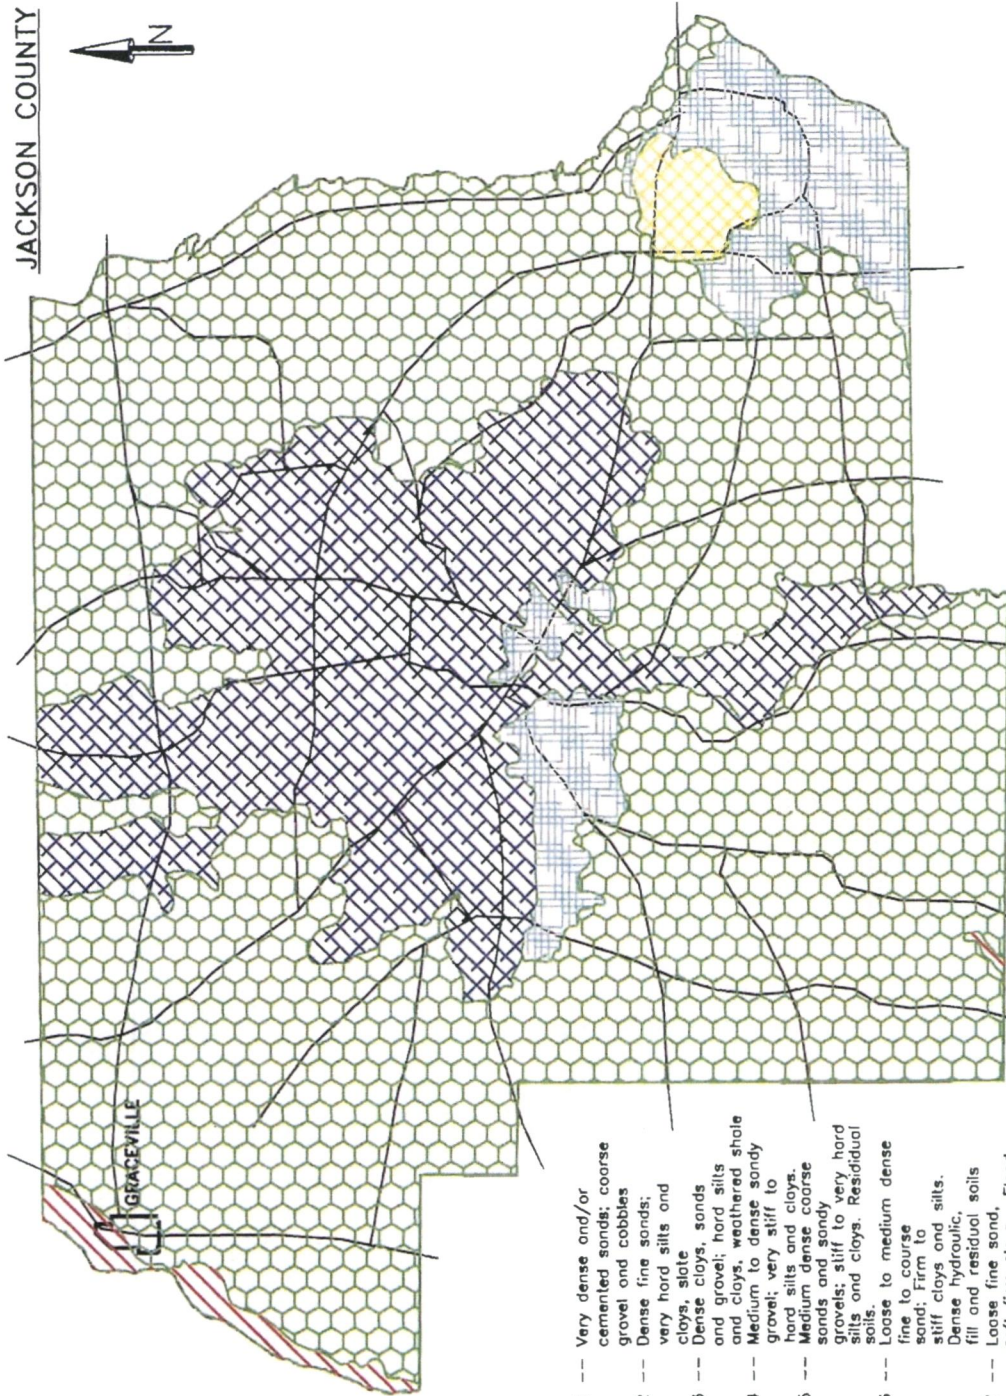 JACKSON COUNTY
N
GRACEVILLE
-- Very dense and/or
cemented sands; coarse
gravel and cobbles
-- Dense fine sands;
very hard silts and
clays, slate
-- Dense clays, sands
and gravel; hard silts
and clays, weathered shale
-- Medium to dense sandy
gravel; very stiff to
hard silts and clays.
-- Medium dense coarse
sands and sandy
gravels; stiff to very hard
silts and clays. Resididual
soils.
-- Loose to medium dense
fine to course
sand; Firm to
stiff clays and silts.
Dense hydraulic,
fill and residual soils
-- Loose fine sand,